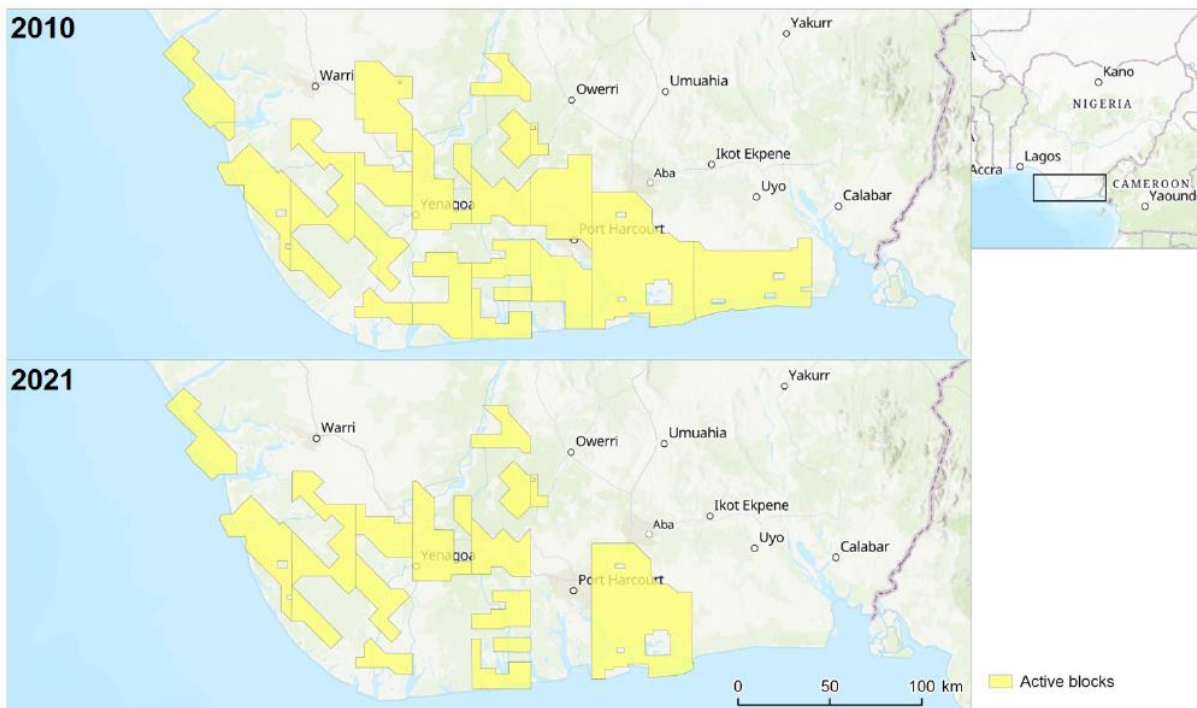 2010
Yakurr
Warri
Owerri
Umuahia
Ikot Ekpene
Aba
Uyo
Calabar
Yenagoa
Port Harcourt
Kano
NIGERIA
Lagos
Accra
CAMEROON
Yaound
A
2021
Yakurr
Warri
Owerri
Umuahia
Ikot Ekpene
Aba
Uyo
Calabar
Yenagoa
Port Harcourt
0 50 100 km
Active blocks